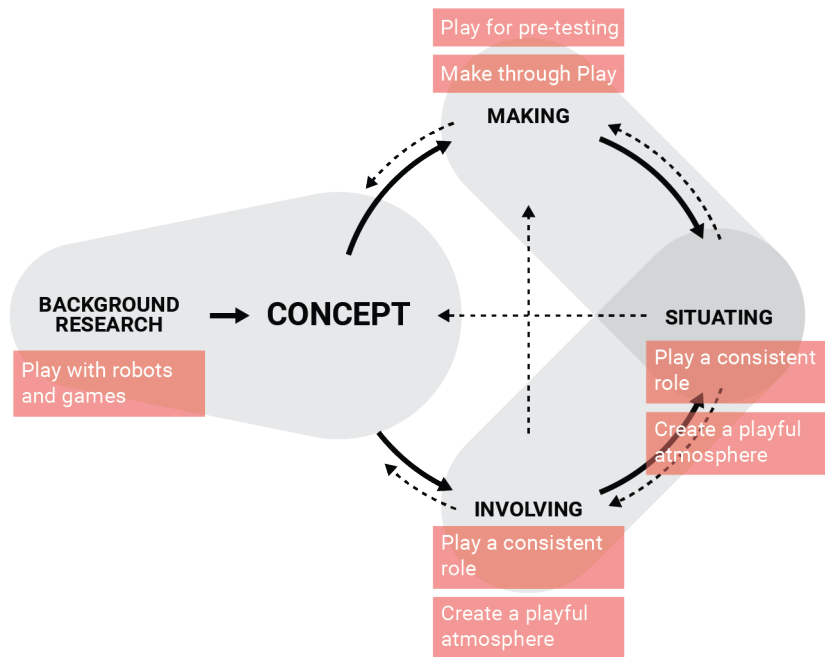 Play for pre-testing
Make through Play
MAKING
BACKGROUND
RESEARCH
CONCEPT
SITUATING
Play with robots
and games
Play a consistent
role
Create a playful
atmosphere
INVOLVING
Play a consistent
role
Create a playful
atmosphere